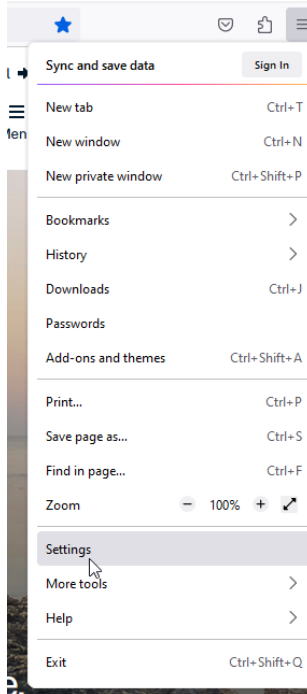 Sync and save data Sign In
New tab Ctrl+T
New window Ctrl+N
New private window Ctrl+Shift+P
Bookmarks
History
Downloads Ctrl+J
Passwords
Add-ons and themes Ctrl+Shift+A
Print... Ctrl+P
Save page as... Ctrl+S
Find in page... Ctrl+F
Zoom − 100% +
Settings
More tools
Help
Exit Ctrl+Shift+Q